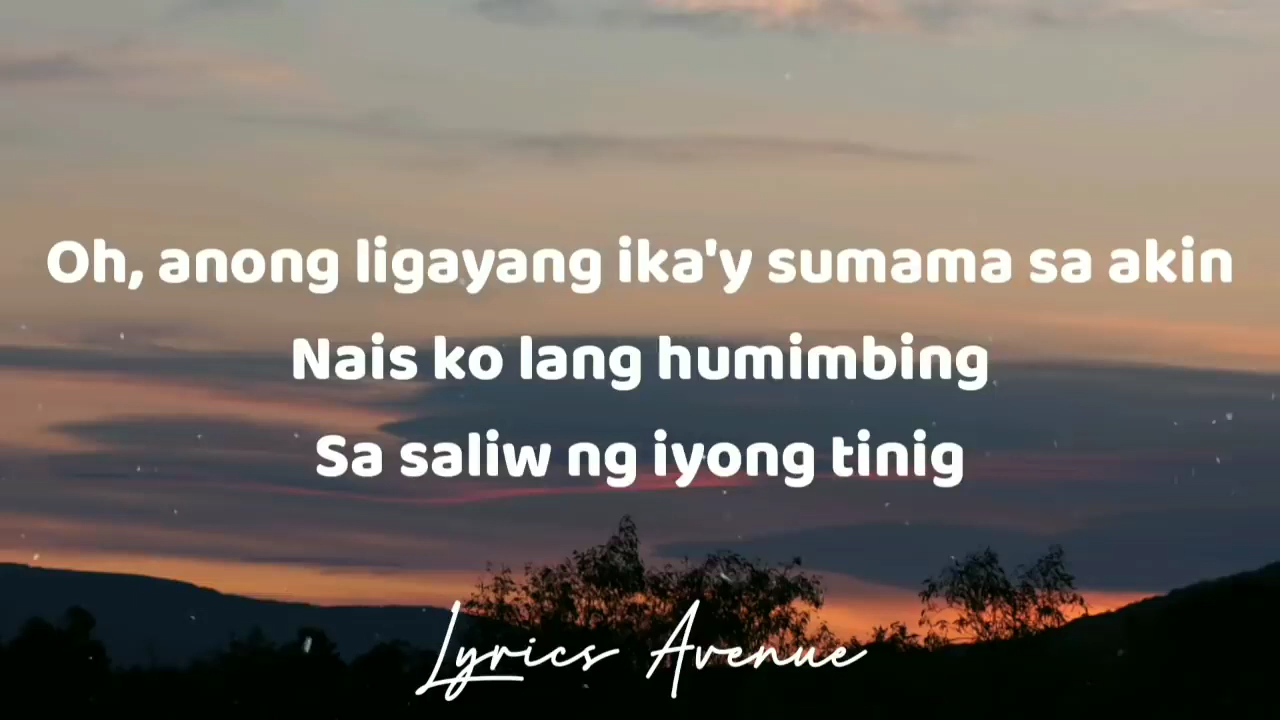 Oh, anong ligayang ika'y sumama sa akin
Nais ko lang humimbing
Sa saliw ng iyong tinig
Lyrics Avenue